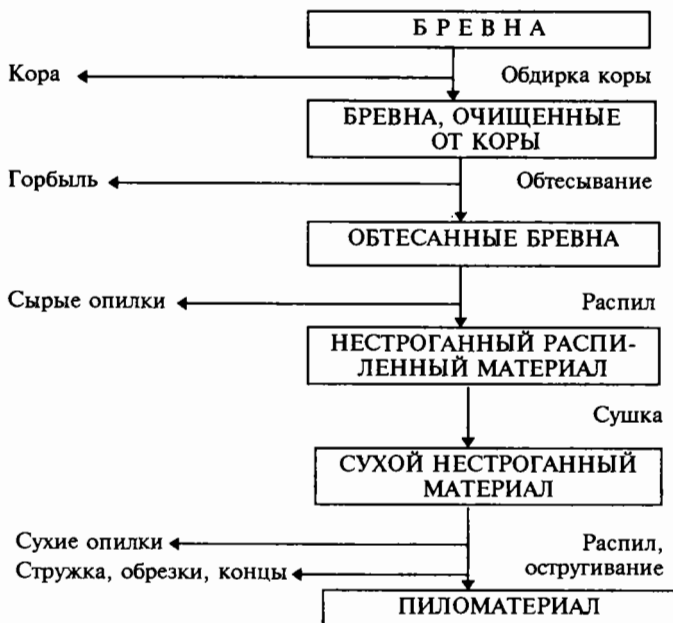 БРЕВНА
Кора
Обдирка коры
БРЕВНА, ОЧИЩЕННЫЕ
ОТ КОРЫ
Горбыль
Обтесывание
ОБТЕСАННЫЕ БРЕВНА
Сырые опилки
Распил
НЕСТРОГАННЫЙ РАСПИ-
ЛЕННЫЙ МАТЕРИАЛ
Сушка
СУХОЙ НЕСТРОГАННЫЙ
МАТЕРИАЛ
Сухие опилки
Распил,
Стружка, обрезки, концы
остругивание
ПИЛОМАТЕРИАЛ